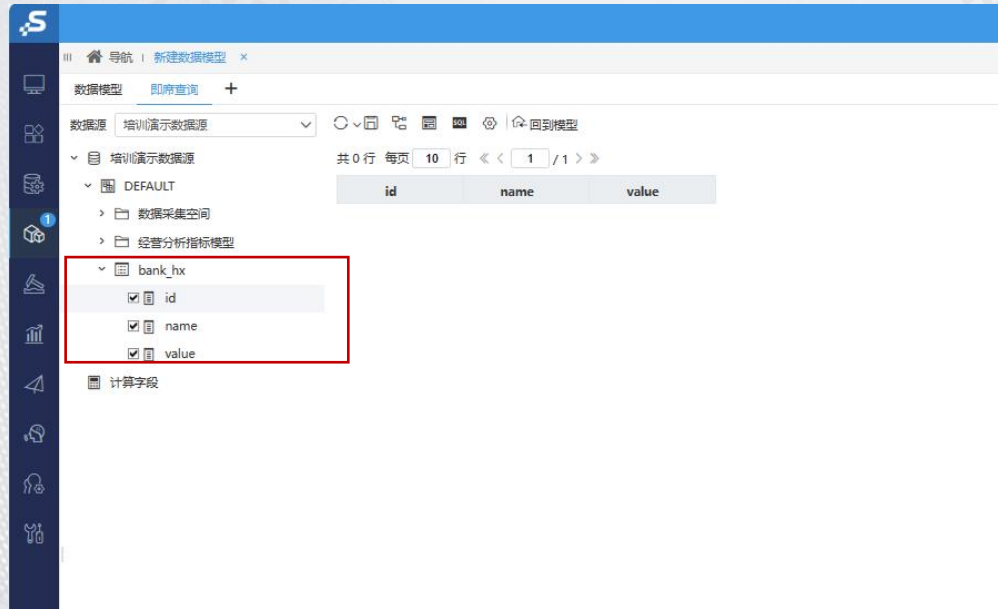 S
导航 新建数据模型 ×
数据模型 即席查询 +
数据源 培训演示数据源
SQL 回到模型
培训演示数据源
共0行 每页 10 行 《 〈 1 /1 〉 》
DEFAULT
id name value
数据采集空间
1
经营分析指标模型
bank_hx
id
name
value
计算字段